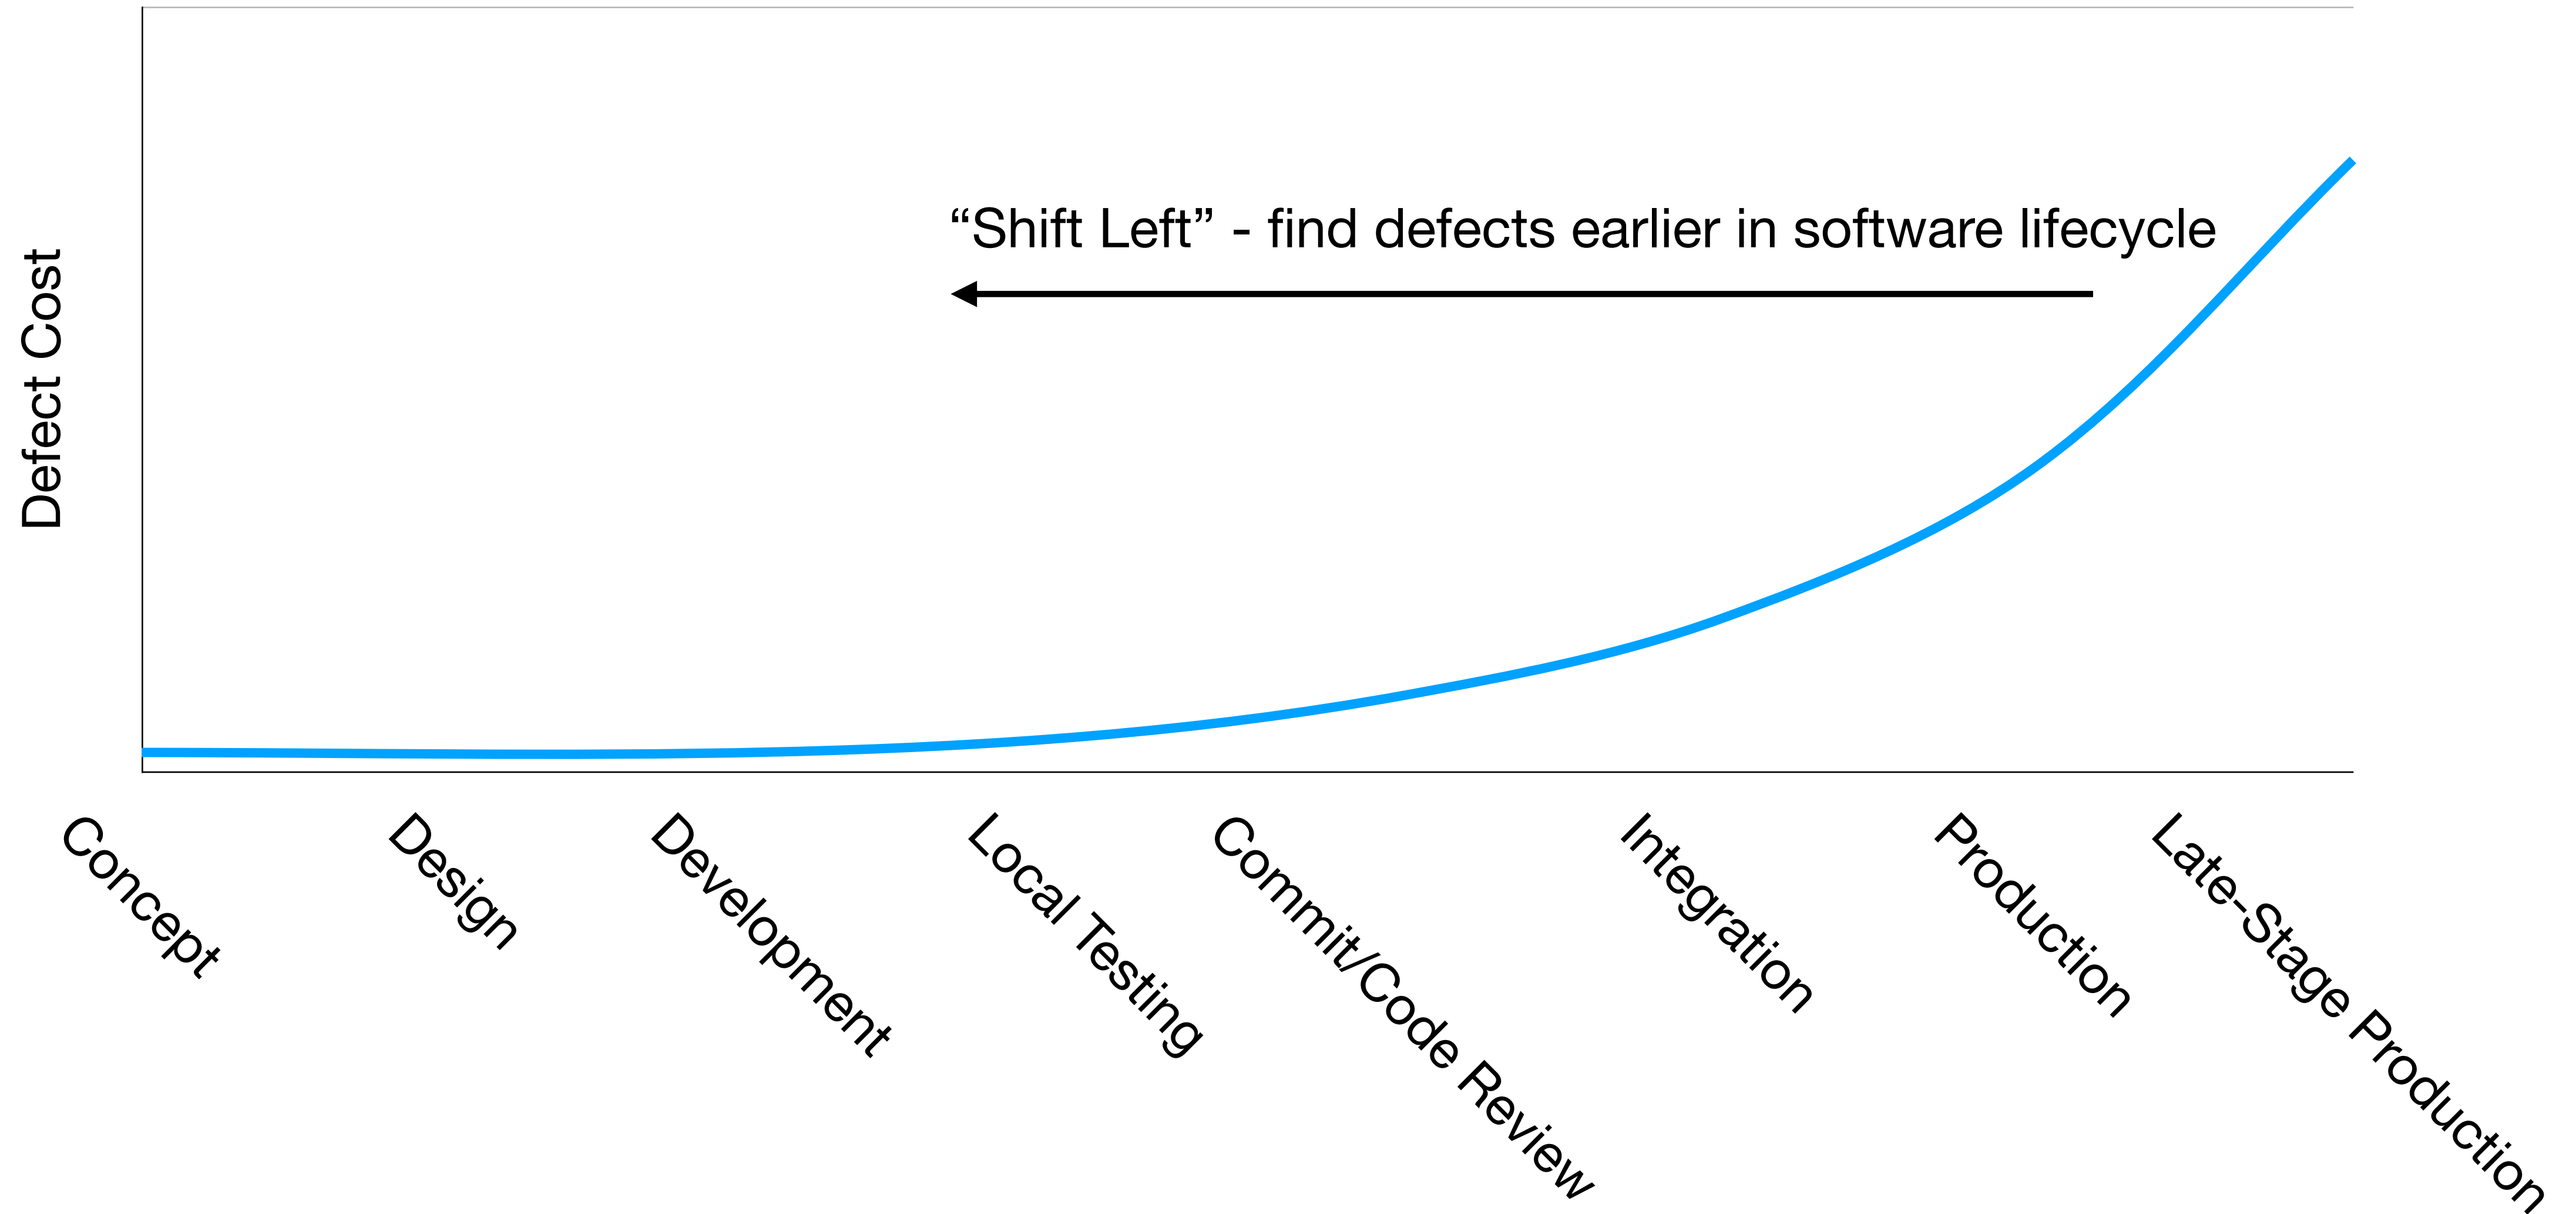 “Shift Left” - find defects earlier in software lifecycle
Defect Cost
Concept
Design
Development
Local Testing
Commit/Code Review
Integration
Production
Late-Stage Production